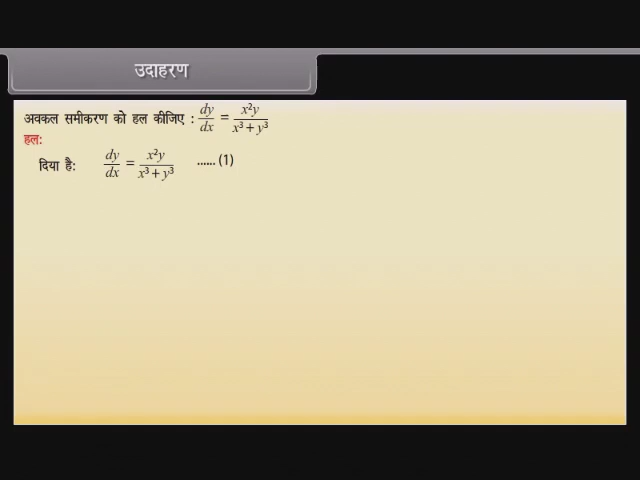 उदाहरण
अवकल समीकरण को हल कीजिए : dy/dx = x²y/(x³ + y³)
हल:
दिया है: dy/dx = x²y/(x³ + y³) ...... (1)